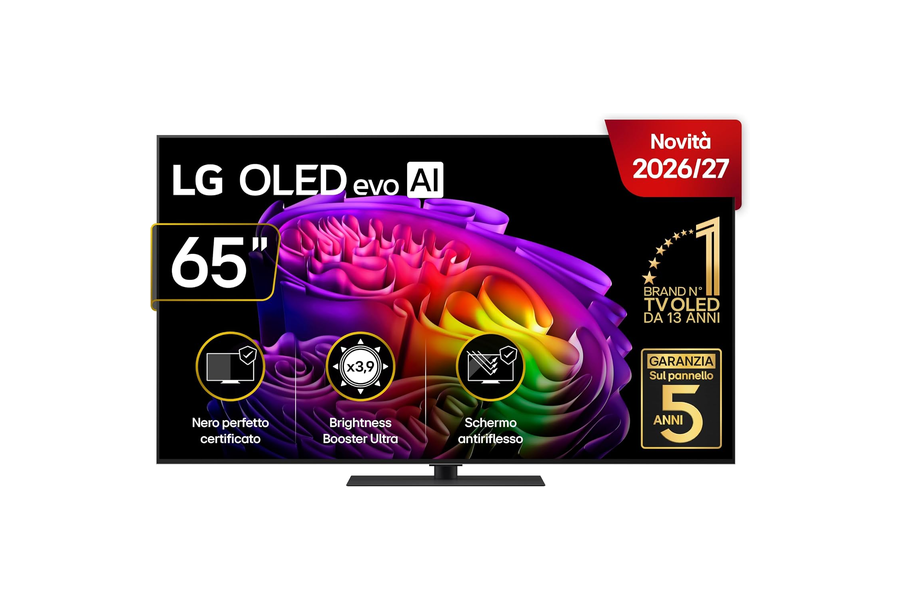 Novità
2026/27
LG OLED evo AI
65"
1
BRAND N°
TV OLED
DA 13 ANNI
GARANZIA
Sul pannello
5
ANNI
Nero perfetto
certificato
x3,9
Brightness
Booster Ultra
Schermo
antiriflesso